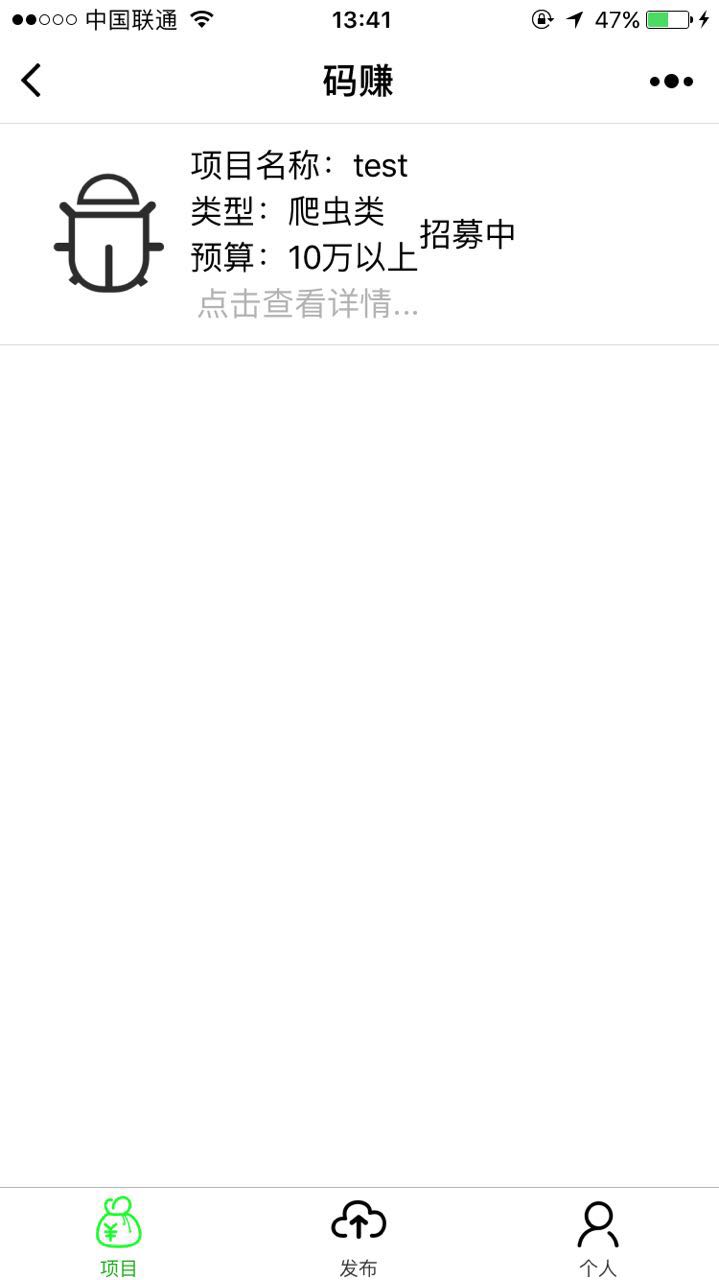 中国联通 13:41 47%
码赚
项目名称：test
类型：爬虫类
招募中
预算：10万以上
点击查看详情...
¥
项目 发布 个人